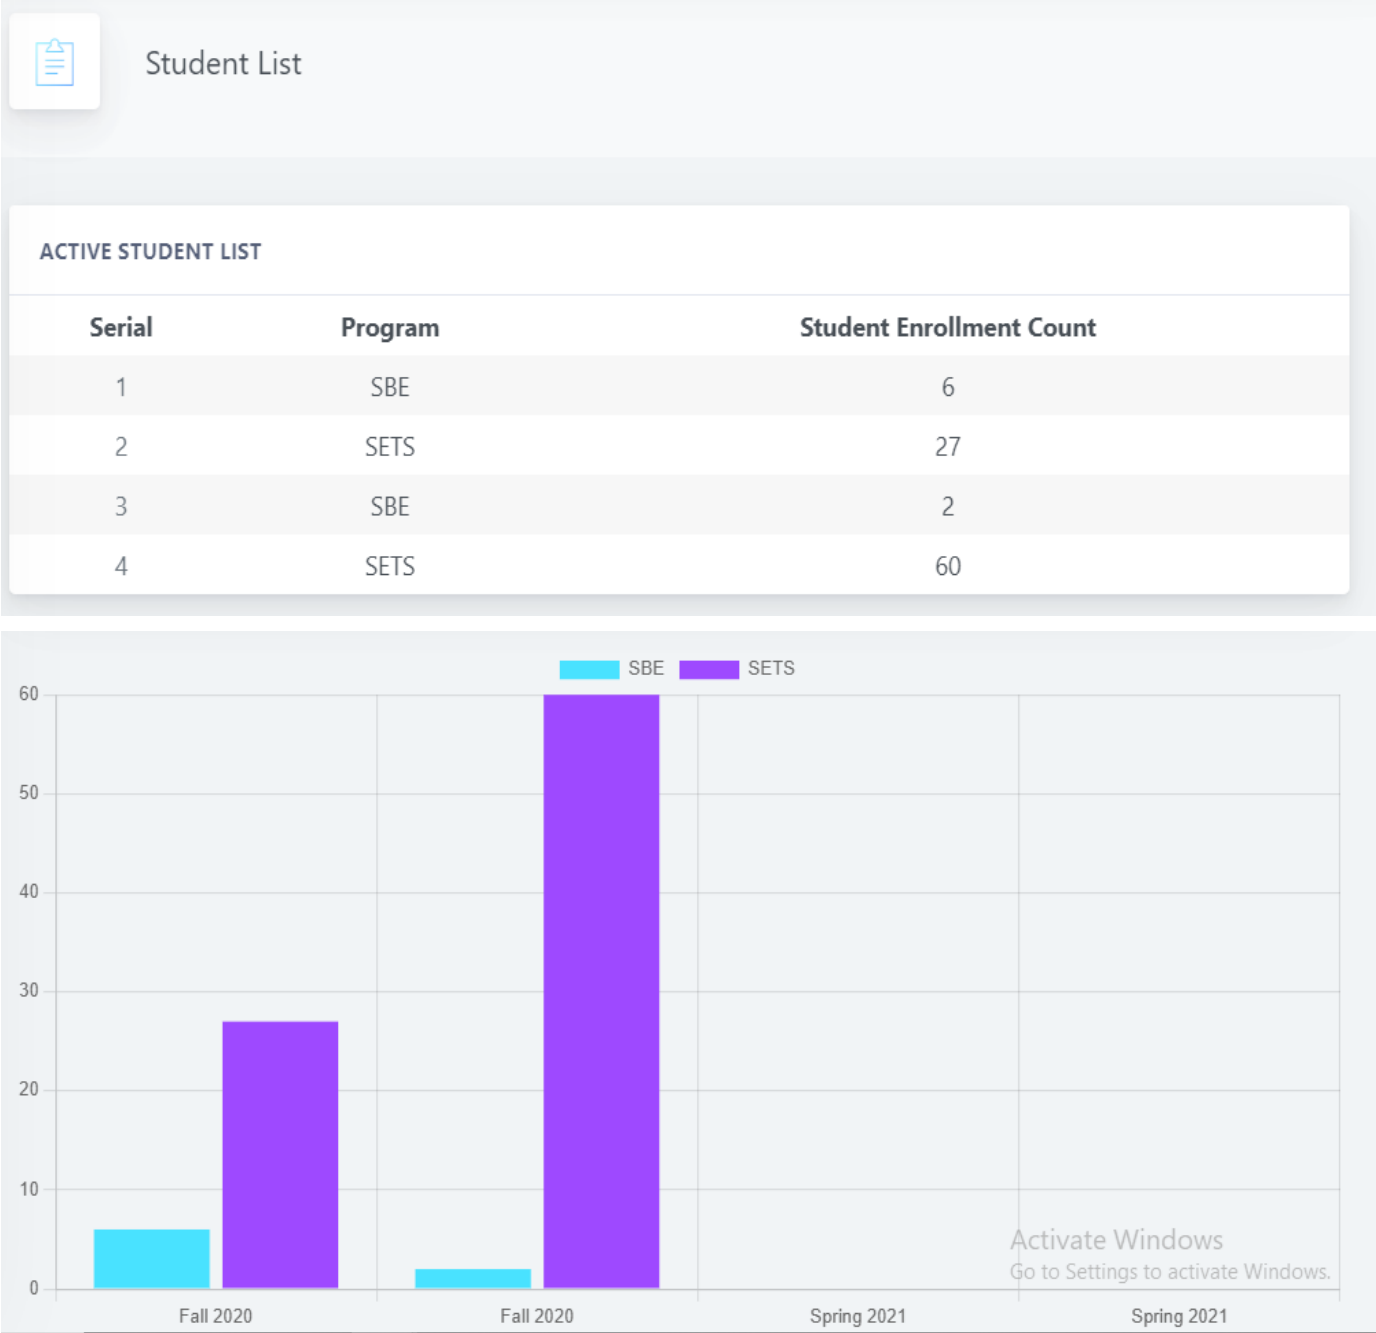 Student List
ACTIVE STUDENT LIST
Serial Program Student Enrollment Count
1 SBE 6
2 SETS 27
3 SBE 2
4 SETS 60
SBE SETS
60
50
40
30
20
10
0
Activate Windows
Go to Settings to activate Windows.
Fall 2020 Fall 2020 Spring 2021 Spring 2021